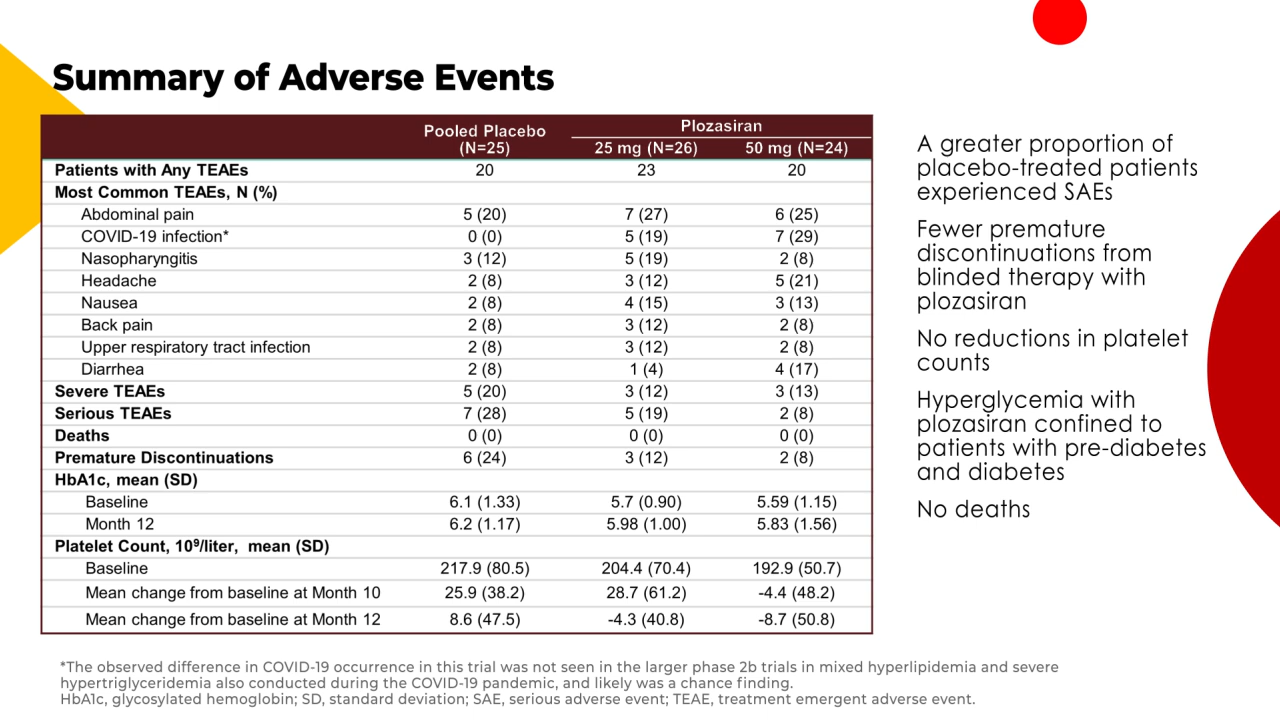 Summary of Adverse Events
Pooled Placebo (N=25) Plozasiran
25 mg (N=26) 50 mg (N=24)
Patients with Any TEAEs 20 23 20
Most Common TEAEs, N (%)
Abdominal pain 5 (20) 7 (27) 6 (25)
COVID-19 infection* 0 (0) 5 (19) 7 (29)
Nasopharyngitis 3 (12) 5 (19) 2 (8)
Headache 2 (8) 3 (12) 5 (21)
Nausea 2 (8) 4 (15) 3 (13)
Back pain 2 (8) 3 (12) 2 (8)
Upper respiratory tract infection 2 (8) 3 (12) 2 (8)
Diarrhea 2 (8) 1 (4) 4 (17)
Severe TEAEs 5 (20) 3 (12) 3 (13)
Serious TEAEs 7 (28) 5 (19) 2 (8)
Deaths 0 (0) 0 (0) 0 (0)
Premature Discontinuations 6 (24) 3 (12) 2 (8)
HbA1c, mean (SD)
Baseline 6.1 (1.33) 5.7 (0.90) 5.59 (1.15)
Month 12 6.2 (1.17) 5.98 (1.00) 5.83 (1.56)
Platelet Count, 10⁹/liter, mean (SD)
Baseline 217.9 (80.5) 204.4 (70.4) 192.9 (50.7)
Mean change from baseline at Month 10 25.9 (38.2) 28.7 (61.2) -4.4 (48.2)
Mean change from baseline at Month 12 8.6 (47.5) -4.3 (40.8) -8.7 (50.8)
A greater proportion of
placebo-treated patients
experienced SAEs
Fewer premature
discontinuations from
blinded therapy with
plozasiran
No reductions in platelet
counts
Hyperglycemia with
plozasiran confined to
patients with pre-diabetes
and diabetes
No deaths
*The observed difference in COVID-19 occurrence in this trial was not seen in the larger phase 2b trials in mixed hyperlipidemia and severe
hypertriglyceridemia also conducted during the COVID-19 pandemic, and likely was a chance finding.
HbA1c, glycosylated hemoglobin; SD, standard deviation; SAE, serious adverse event; TEAE, treatment emergent adverse event.